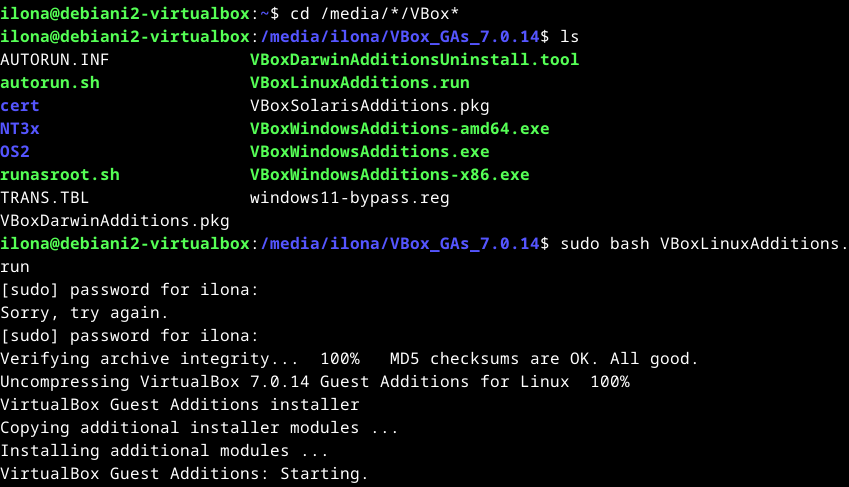 ilona@debiani2-virtualbox:~$ cd /media/*/VBox*
ilona@debiani2-virtualbox:/media/ilona/VBox_GAs_7.0.14$ ls
AUTORUN.INF              VBoxDarwinAdditionsUninstall.tool
autorun.sh               VBoxLinuxAdditions.run
cert                     VBoxSolarisAdditions.pkg
NT3x                     VBoxWindowsAdditions-amd64.exe
OS2                      VBoxWindowsAdditions.exe
runasroot.sh             VBoxWindowsAdditions-x86.exe
TRANS.TBL                windows11-bypass.reg
VBoxDarwinAdditions.pkg
ilona@debiani2-virtualbox:/media/ilona/VBox_GAs_7.0.14$ sudo bash VBoxLinuxAdditions.
run
[sudo] password for ilona:
Sorry, try again.
[sudo] password for ilona:
Verifying archive integrity...  100%   MD5 checksums are OK. All good.
Uncompressing VirtualBox 7.0.14 Guest Additions for Linux  100%
VirtualBox Guest Additions installer
Copying additional installer modules ...
Installing additional modules ...
VirtualBox Guest Additions: Starting.